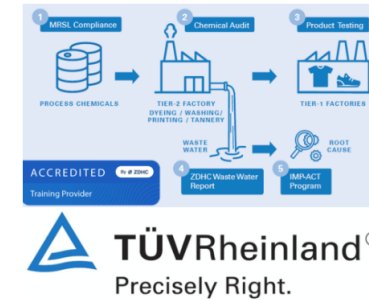 1 MRSL Compliance
2 Chemical Audit
3 Product Testing
PROCESS CHEMICALS
TIER-2 FACTORY
DYEING / WASHING/
PRINTING / TANNERY
TIER-1 FACTORIES
WASTE
WATER
ROOT
CAUSE
4 ZDHC Waste Water
Report
5 IMP-ACT
Program
ACCREDITED
By ZDHC
Training Provider
TÜVRheinland®
Precisely Right.